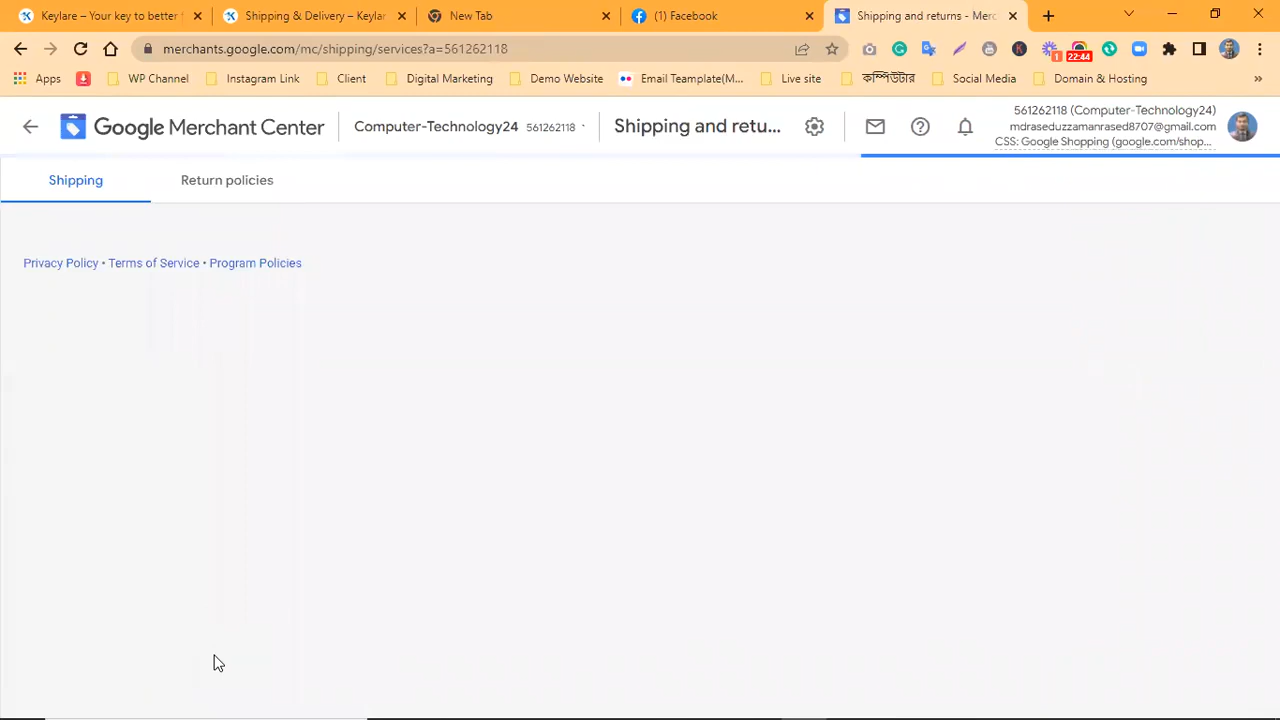 Keylare – Your key to better
Shipping & Delivery – Keylar
New Tab
(1) Facebook
Shipping and returns - Merc
merchants.google.com/mc/shipping/services?a=561262118
1
22:44
Apps
WP Channel
Instagram Link
Client
Digital Marketing
Demo Website
Email Teamplate(M...
Live site
কম্পিউটার
Social Media
Domain & Hosting
»
Google Merchant Center
Computer-Technology24 561262118
Shipping and retu...
561262118 (Computer-Technology24)
mdraseduzzamanrased8707@gmail.com
CSS: Google Shopping (google.com/shop...
Shipping
Return policies
Privacy Policy • Terms of Service • Program Policies